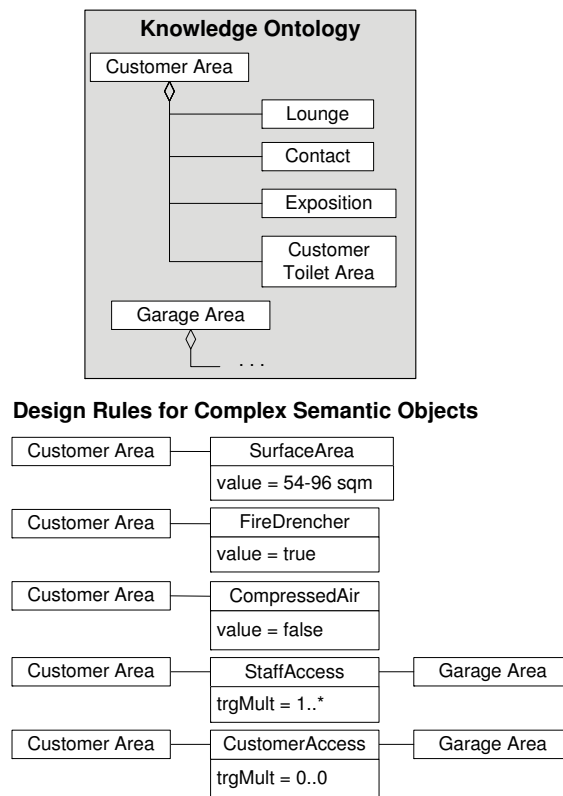 Knowledge Ontology
Customer Area
Lounge
Contact
Exposition
Customer
Toilet Area
Garage Area
. . .
Design Rules for Complex Semantic Objects
Customer Area SurfaceArea
value = 54-96 sqm
Customer Area FireDrencher
value = true
Customer Area CompressedAir
value = false
Customer Area StaffAccess Garage Area
trgMult = 1..*
Customer Area CustomerAccess Garage Area
trgMult = 0..0